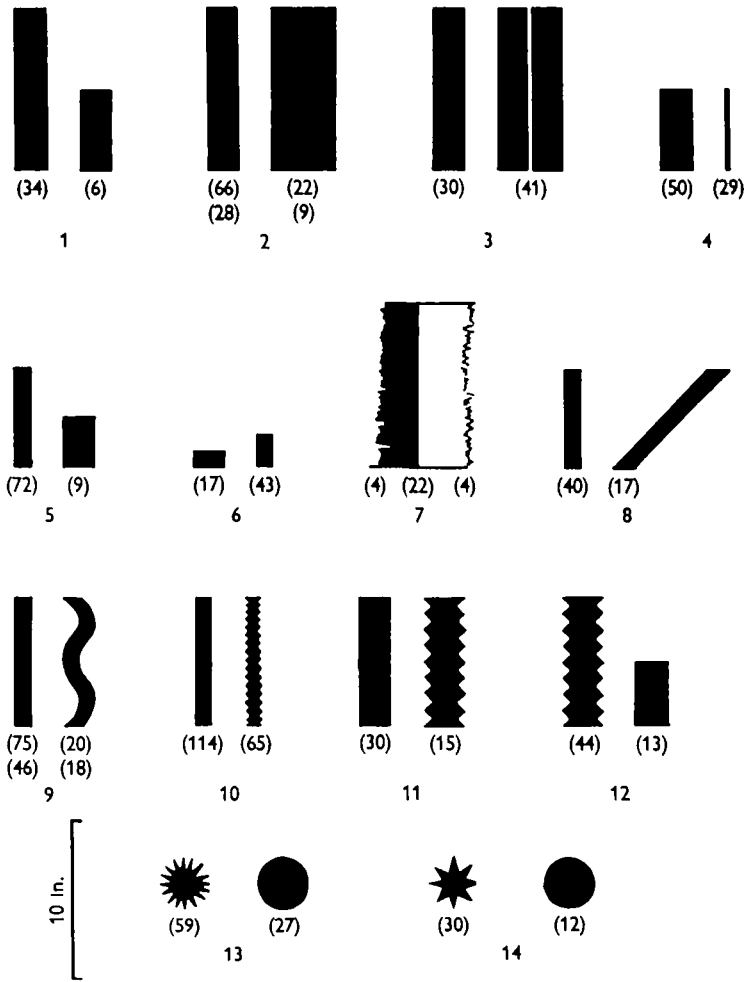 (34) (6) (66) (22) (30) (41) (50) (29)
(28) (9)
1 2 3 4
(72) (9) (17) (43) (4) (22) (4) (40) (17)
5 6 7 8
(75) (20) (114) (65) (30) (15) (44) (13)
(46) (18)
9 10 11 12
10 In.
(59) (27) (30) (12)
13 14